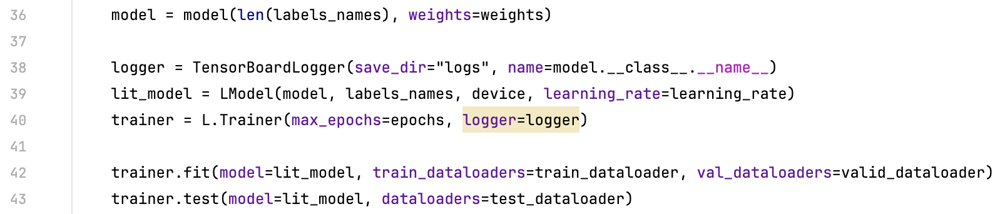 36 model = model(len(labels_names), weights=weights)
37
38 logger = TensorBoardLogger(save_dir="logs", name=model.__class__.__name__)
39 lit_model = LModel(model, labels_names, device, learning_rate=learning_rate)
40 trainer = L.Trainer(max_epochs=epochs, logger=logger)
41
42 trainer.fit(model=lit_model, train_dataloaders=train_dataloader, val_dataloaders=valid_dataloader)
43 trainer.test(model=lit_model, dataloaders=test_dataloader)